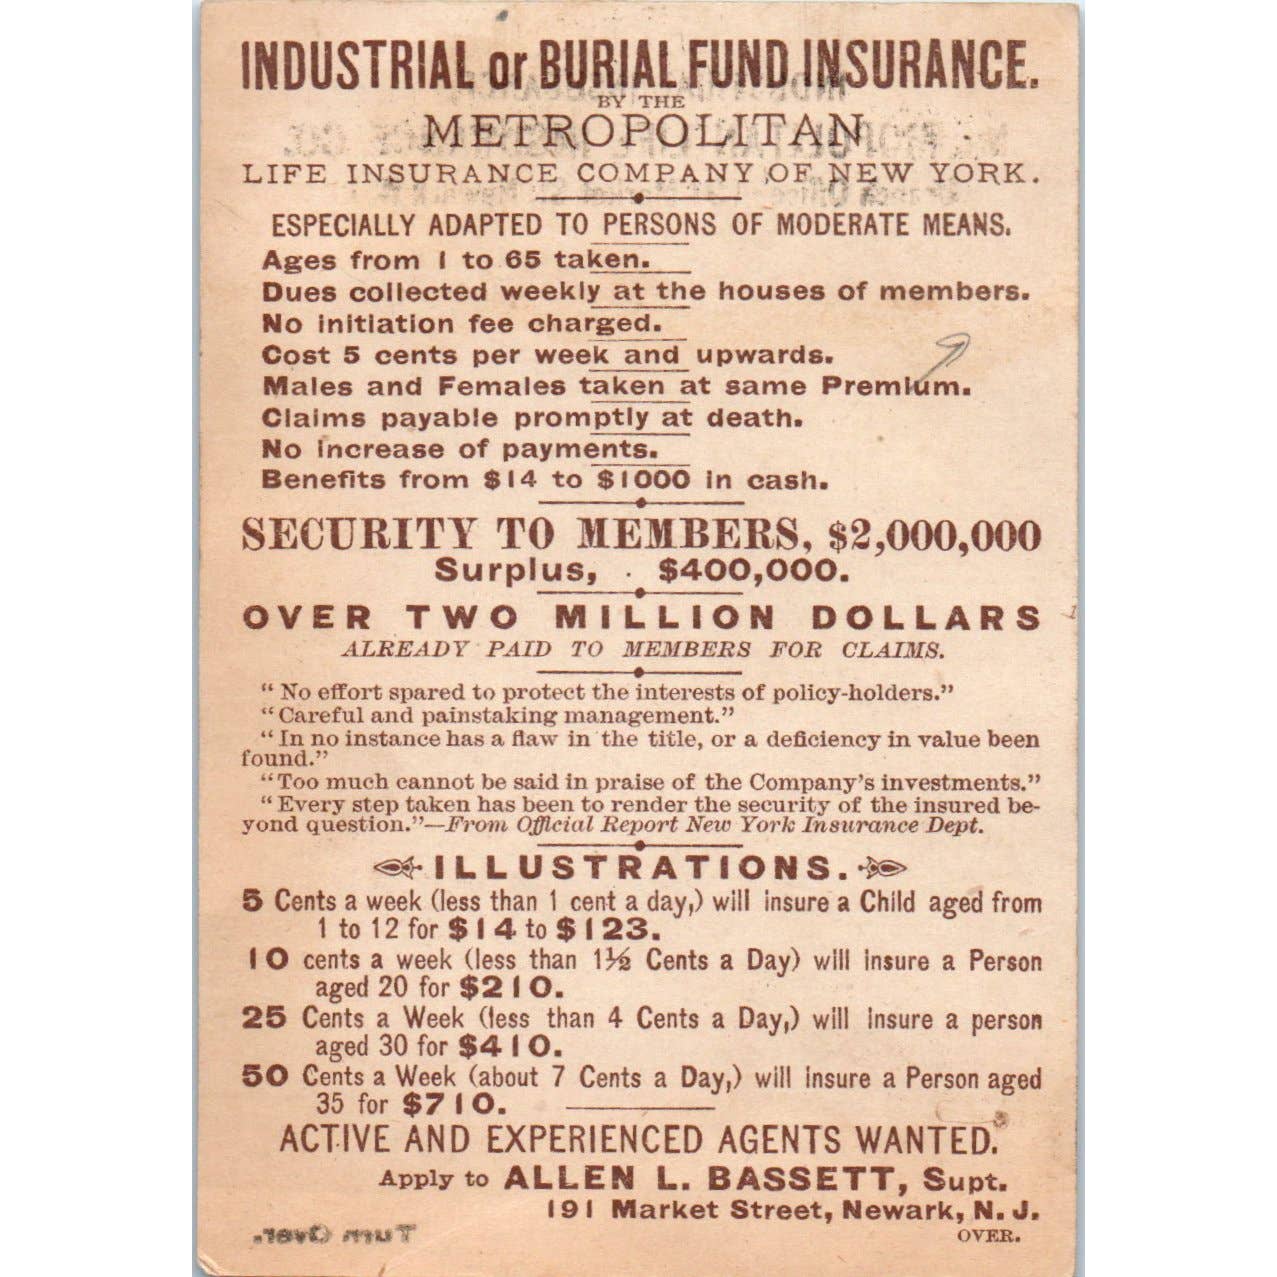 INDUSTRIAL or BURIAL FUND INSURANCE.
BY THE
METROPOLITAN
LIFE INSURANCE COMPANY OF NEW YORK.
ESPECIALLY ADAPTED TO PERSONS OF MODERATE MEANS.
Ages from 1 to 65 taken.
Dues collected weekly at the houses of members.
No initiation fee charged.
Cost 5 cents per week and upwards.
Males and Females taken at same Premium.
Claims payable promptly at death.
No increase of payments.
Benefits from $14 to $1000 in cash.
SECURITY TO MEMBERS, $2,000,000
Surplus, $400,000.
OVER TWO MILLION DOLLARS
ALREADY PAID TO MEMBERS FOR CLAIMS.
"No effort spared to protect the interests of policy-holders."
"Careful and painstaking management."
"In no instance has a flaw in the title, or a deficiency in value been
found."
"Too much cannot be said in praise of the Company's investments."
"Every step taken has been to render the security of the insured be-
yond question."—From Official Report New York Insurance Dept.
ILLUSTRATIONS.
5 Cents a week (less than 1 cent a day,) will insure a Child aged from
1 to 12 for $14 to $123.
10 cents a week (less than 1½ Cents a Day) will insure a Person
aged 20 for $210.
25 Cents a Week (less than 4 Cents a Day,) will insure a person
aged 30 for $410.
50 Cents a Week (about 7 Cents a Day,) will insure a Person aged
35 for $710.
ACTIVE AND EXPERIENCED AGENTS WANTED.
Apply to ALLEN L. BASSETT, Supt.
191 Market Street, Newark, N. J.
OVER.
Turn Over.